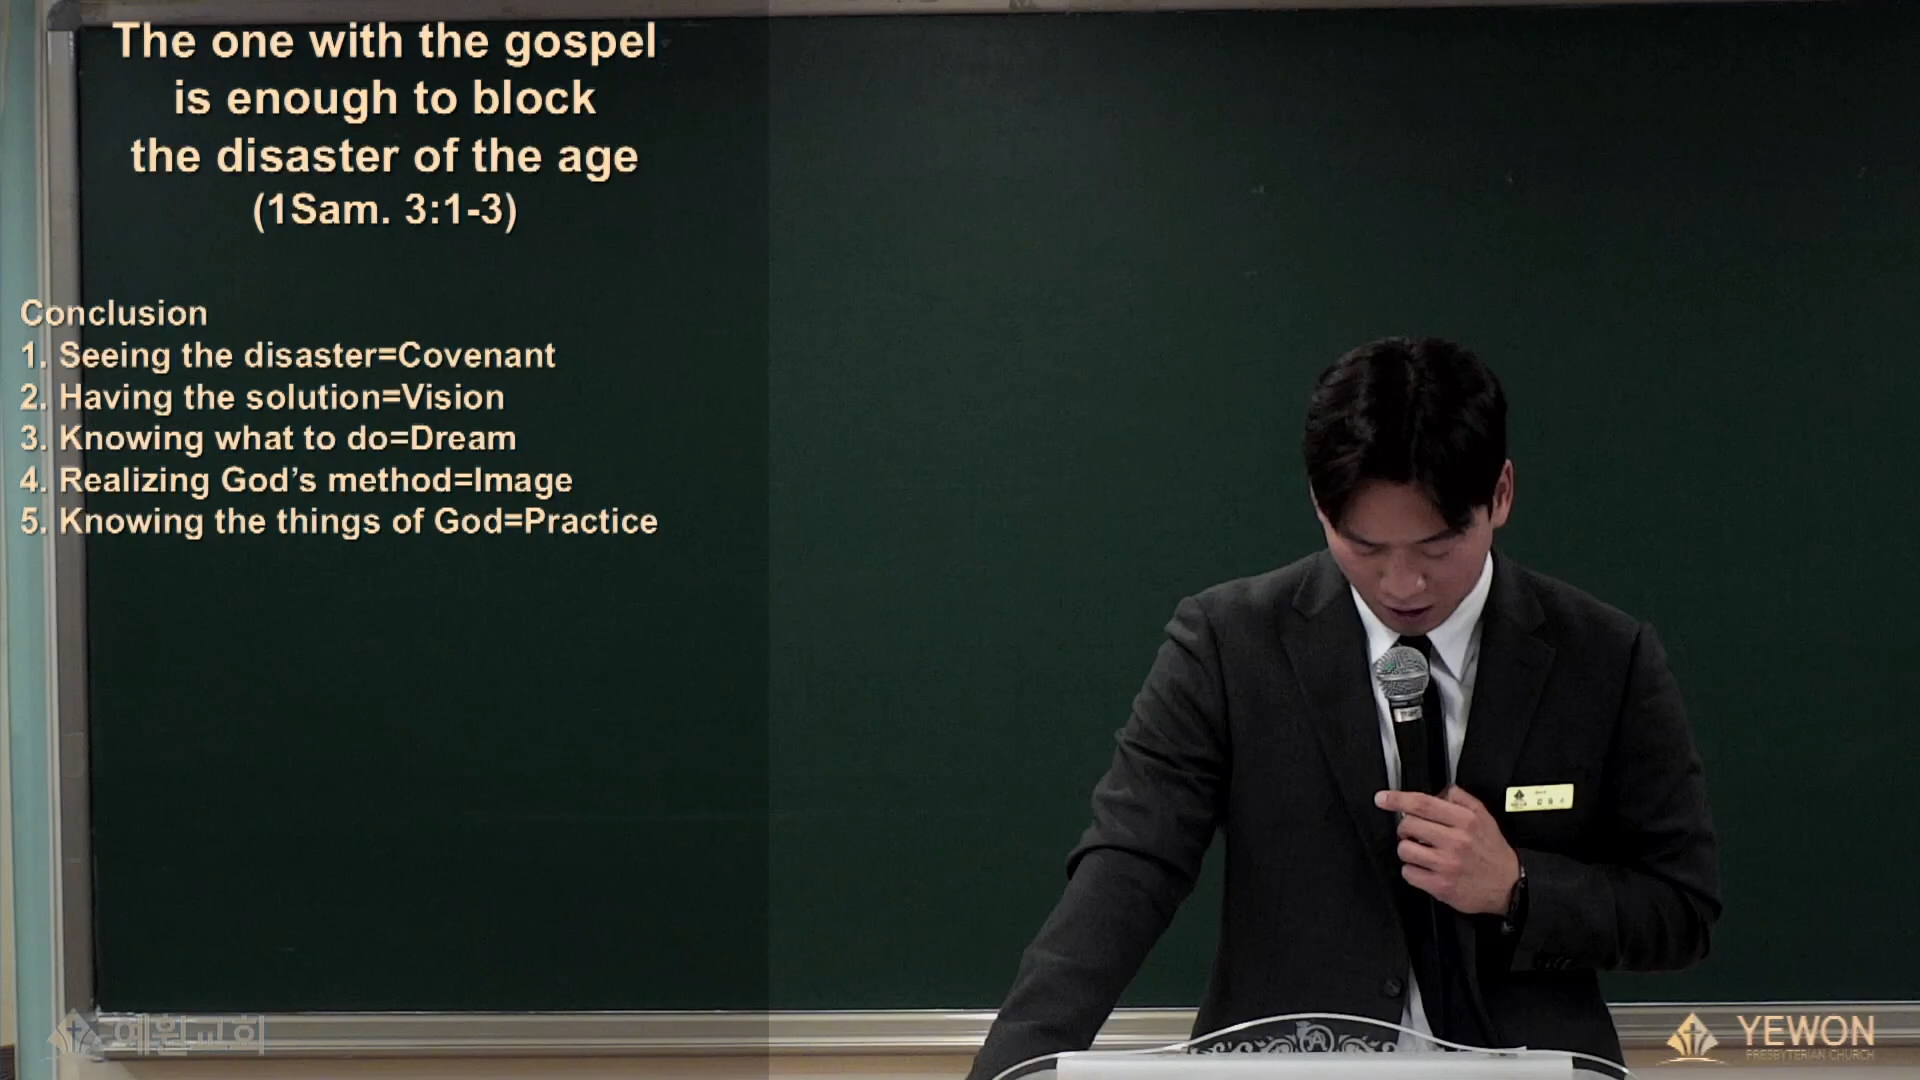 The one with the gospel
is enough to block
the disaster of the age
(1Sam. 3:1-3)
Conclusion
1. Seeing the disaster=Covenant
2. Having the solution=Vision
3. Knowing what to do=Dream
4. Realizing God’s method=Image
5. Knowing the things of God=Practice
예원교회
YEWON
PRESBYTERIAN CHURCH